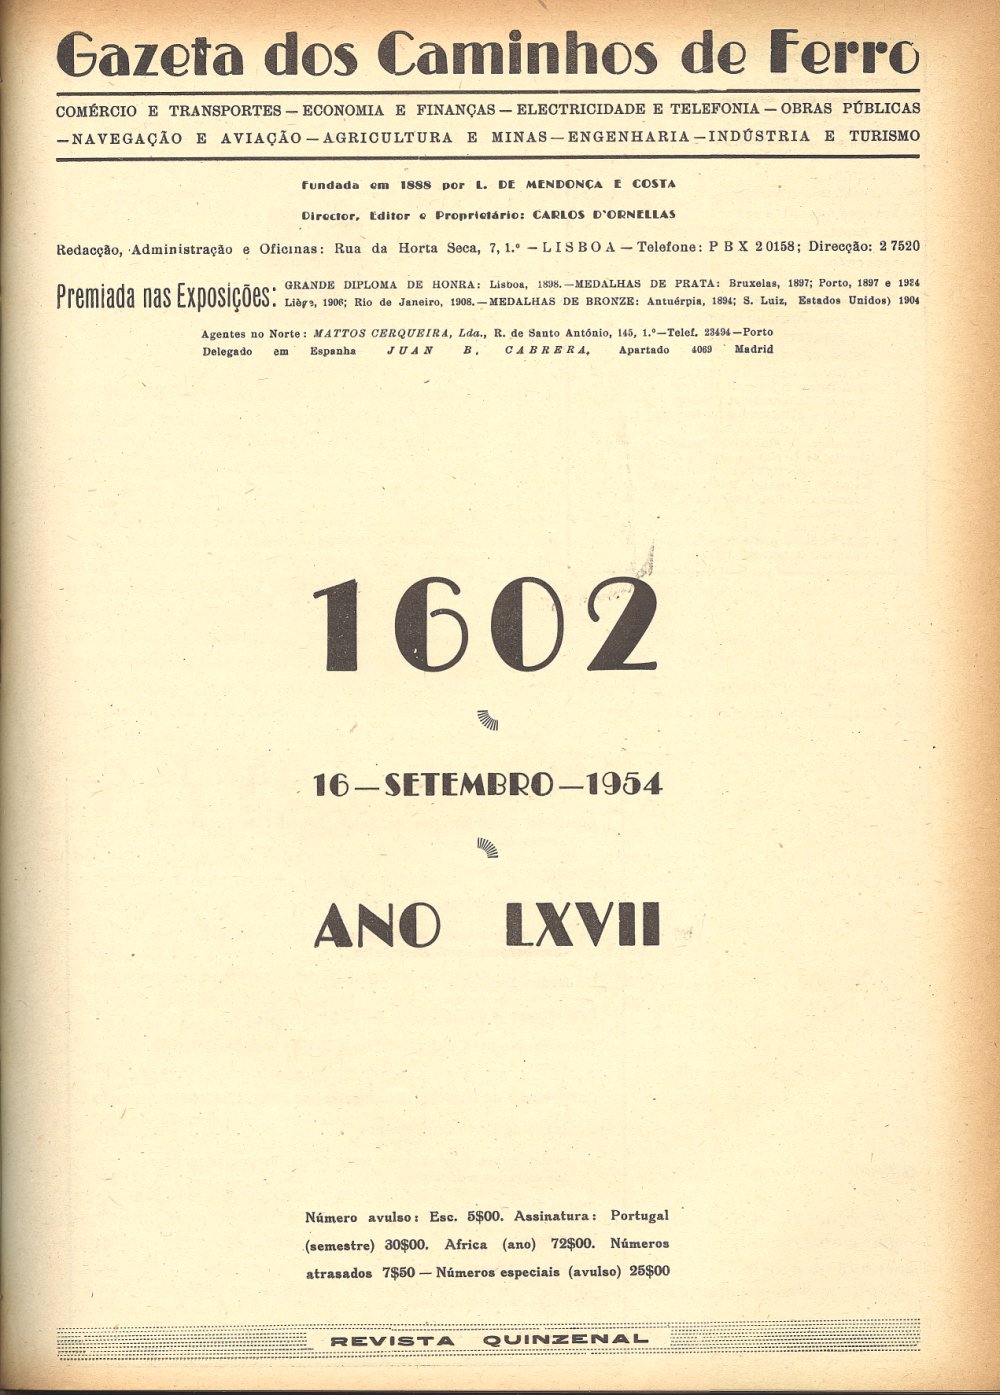 Gazeta dos Caminhos de Ferro
COMÉRCIO E TRANSPORTES — ECONOMIA E FINANÇAS — ELECTRICIDADE E TELEFONIA — OBRAS PÚBLICAS
— NAVEGAÇÃO E AVIAÇÃO — AGRICULTURA E MINAS — ENGENHARIA — INDÚSTRIA E TURISMO
Fundada em 1888 por L. DE MENDONÇA E COSTA
Director, Editor e Proprietário: CARLOS D'ORNELLAS
Redacção, Administração e Oficinas: Rua da Horta Seca, 7, 1.º — LISBOA — Telefone: PBX 20158; Direcção: 27520
Premiada nas Exposições:
GRANDE DIPLOMA DE HONRA: Lisboa, 1898. — MEDALHAS DE PRATA: Bruxelas, 1897; Porto, 1897 e 1934
Liège, 1906; Rio de Janeiro, 1908. — MEDALHAS DE BRONZE: Antuérpia, 1894; S. Luiz, Estados Unidos) 1904
Agentes no Norte: MATTOS CERQUEIRA, Lda., R. de Santo António, 145, 1.º — Telef. 23494 — Porto
Delegado em Espanha JUAN B. CABRERA, Apartado 4069 Madrid
1602
16 — SETEMBRO — 1954
ANO LXVII
Número avulso: Esc. 5$00. Assinatura: Portugal
(semestre) 30$00. Africa (ano) 72$00. Números
atrasados 7$50 — Números especiais (avulso) 25$00
REVISTA QUINZENAL